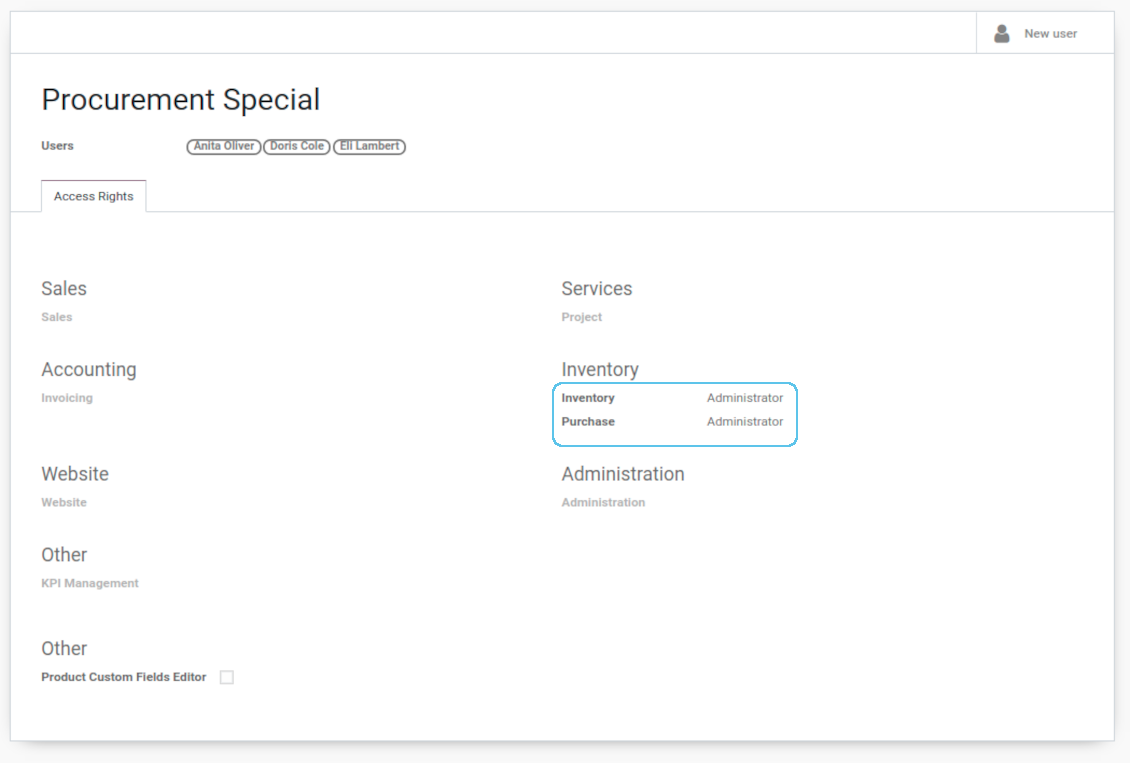 New user
Procurement Special
Users Anita Oliver Doris Cole Eli Lambert
Access Rights
Sales Services
Sales Project
Accounting Inventory
Invoicing Inventory Administrator
Purchase Administrator
Website Administration
Website Administration
Other
KPI Management
Other
Product Custom Fields Editor